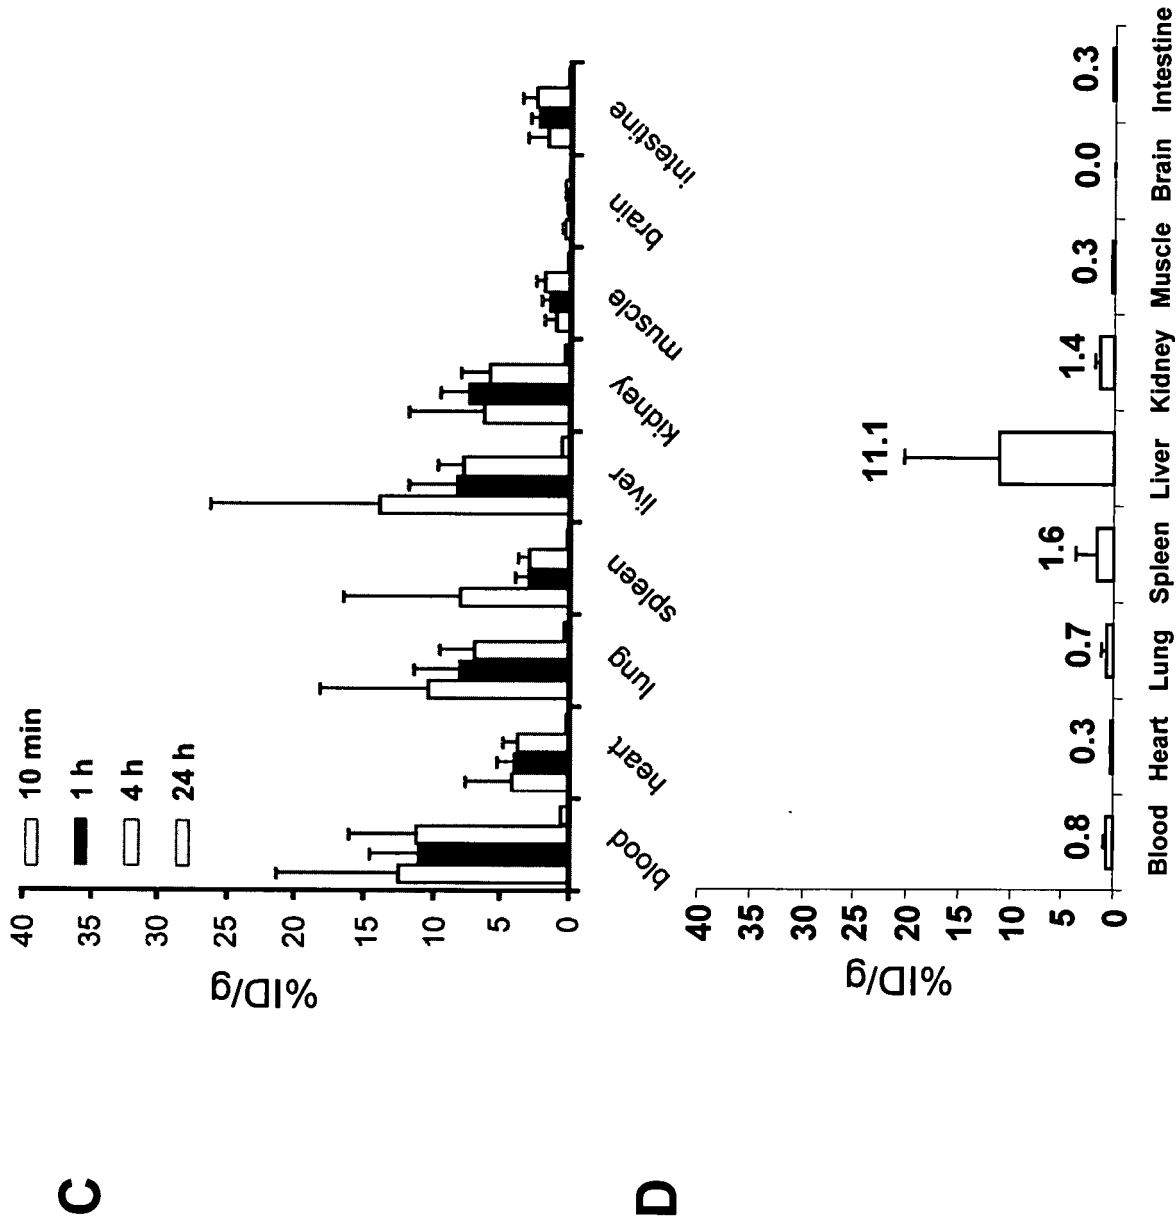 C
10 min
1 h
4 h
24 h
%ID/g
40
35
30
25
20
15
10
5
0
blood
heart
lung
spleen
liver
kidney
muscle
brain
intestine
D
%ID/g
40
35
30
25
20
15
10
5
0
0.8
0.3
0.7
1.6
11.1
1.4
0.3
0.0
0.3
Blood Heart Lung Spleen Liver Kidney Muscle Brain Intestine